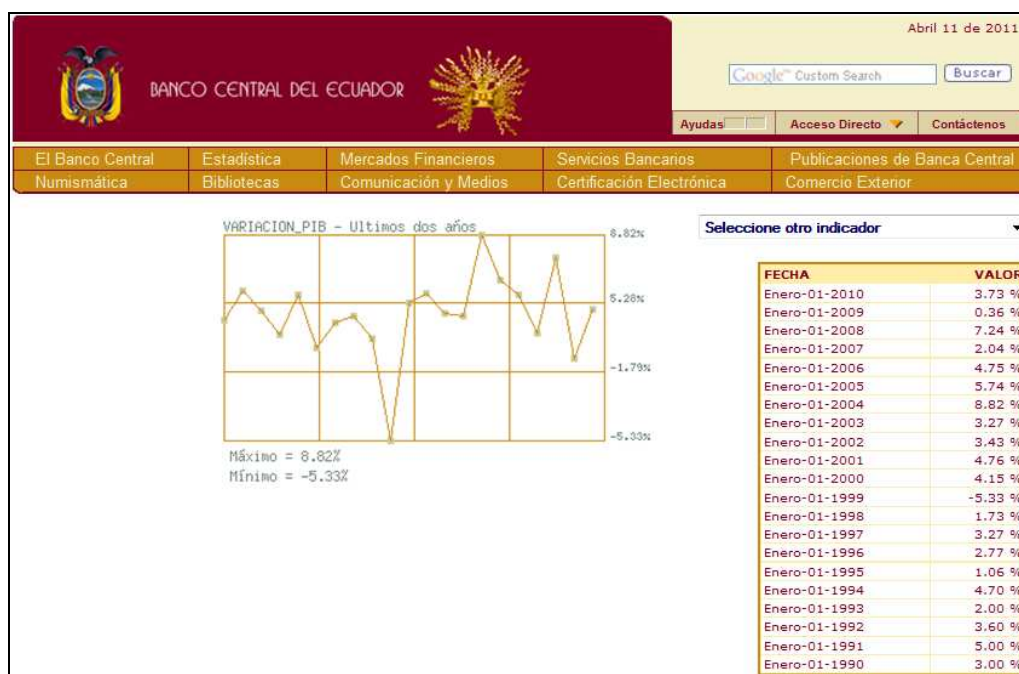 Abril 11 de 2011
BANCO CENTRAL DEL ECUADOR
Google™ Custom Search Buscar
Ayudas Acceso Directo Contáctenos
El Banco Central Estadística Mercados Financieros Servicios Bancarios Publicaciones de Banca Central
Numismática Bibliotecas Comunicación y Medios Certificación Electrónica Comercio Exterior
VARIACION_PIB - Ultimos dos años
8.82%
5.28%
-1.79%
-5.33%
Máximo = 8.82%
Mínimo = -5.33%
Seleccione otro indicador
FECHA VALOR
Enero-01-2010 3.73 %
Enero-01-2009 0.36 %
Enero-01-2008 7.24 %
Enero-01-2007 2.04 %
Enero-01-2006 4.75 %
Enero-01-2005 5.74 %
Enero-01-2004 8.82 %
Enero-01-2003 3.27 %
Enero-01-2002 3.43 %
Enero-01-2001 4.76 %
Enero-01-2000 4.15 %
Enero-01-1999 -5.33 %
Enero-01-1998 1.73 %
Enero-01-1997 3.27 %
Enero-01-1996 2.77 %
Enero-01-1995 1.06 %
Enero-01-1994 4.70 %
Enero-01-1993 2.00 %
Enero-01-1992 3.60 %
Enero-01-1991 5.00 %
Enero-01-1990 3.00 %